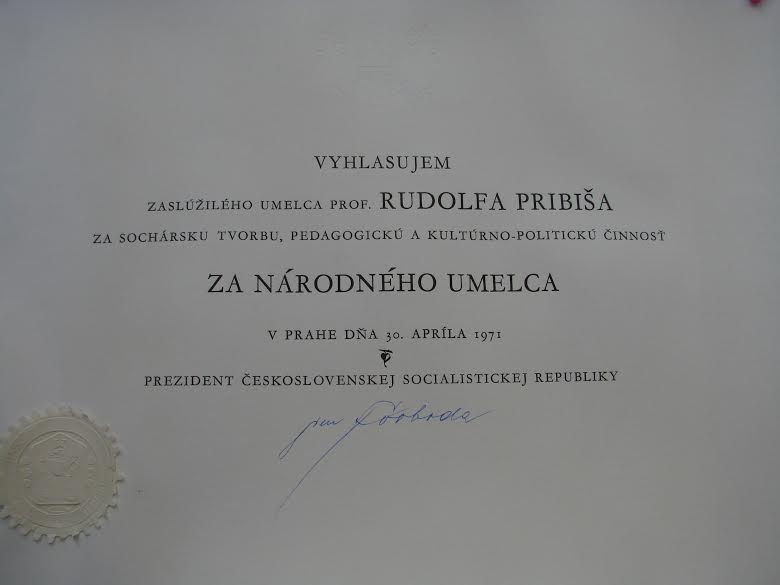 VYHLASUJEM
ZASLÚŽILÉHO UMELCA PROF. RUDOLFA PRIBIŠA
ZA SOCHÁRSKU TVORBU, PEDAGOGICKÚ A KULTÚRNO-POLITICKÚ ČINNOSŤ
ZA NÁRODNÉHO UMELCA
V PRAHE DŇA 30. APRÍLA 1971
PREZIDENT ČESKOSLOVENSKEJ SOCIALISTICKEJ REPUBLIKY
Svoboda